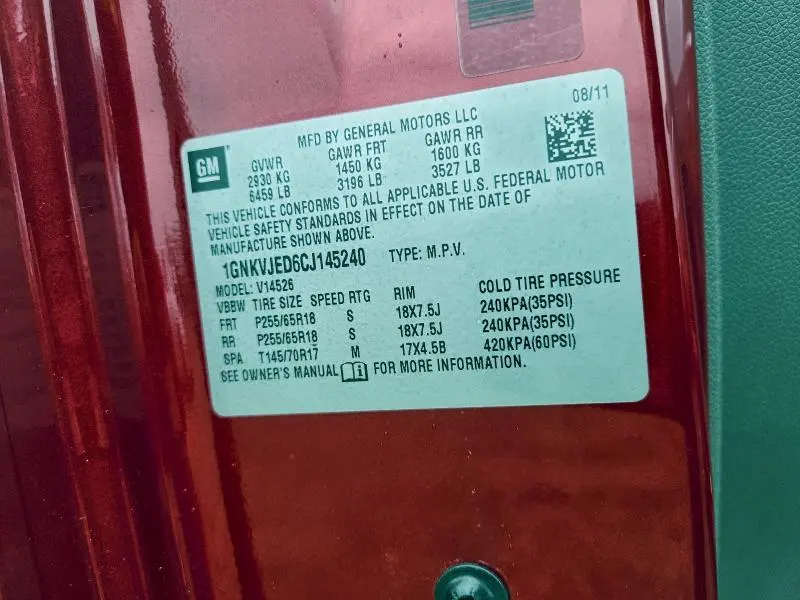 08/11
MFD BY GENERAL MOTORS LLC
GM
GVWR GAWR FRT GAWR RR
2930 KG 1450 KG 1600 KG
6459 LB 3196 LB 3527 LB
THIS VEHICLE CONFORMS TO ALL APPLICABLE U.S. FEDERAL MOTOR
VEHICLE SAFETY STANDARDS IN EFFECT ON THE DATE OF
MANUFACTURE SHOWN ABOVE.
1GNKVJED6CJ145240 TYPE: M.P.V.
MODEL: V14526
VBBW TIRE SIZE SPEED RTG RIM COLD TIRE PRESSURE
FRT P255/65R18 S 18X7.5J 240KPA(35PSI)
RR P255/65R18 S 18X7.5J 240KPA(35PSI)
SPA T145/70R17 M 17X4.5B 420KPA(60PSI)
SEE OWNER'S MANUAL FOR MORE INFORMATION.